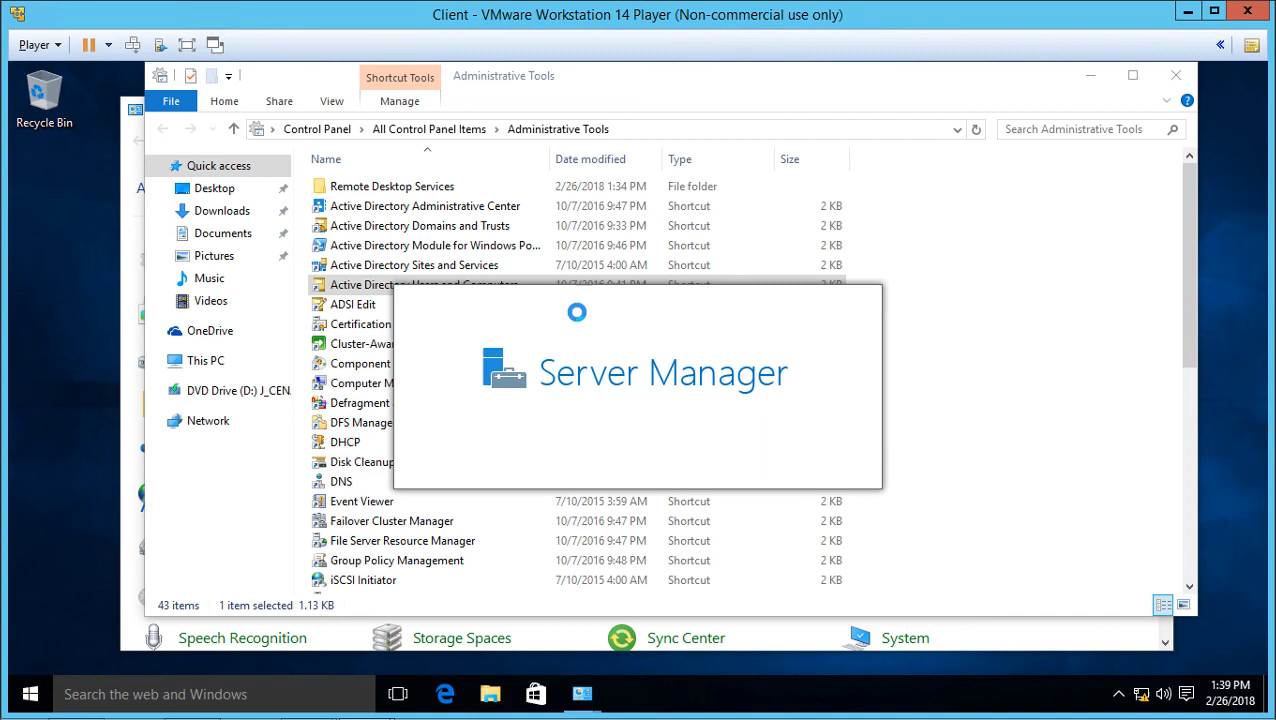 Client - VMware Workstation 14 Player (Non-commercial use only)
Player
Shortcut Tools
Administrative Tools
File
Home
Share
View
Manage
Control Panel > All Control Panel Items > Administrative Tools
Search Administrative Tools
Name
Date modified
Type
Size
Recycle Bin
Quick access
Desktop
Downloads
Documents
Pictures
Music
Videos
OneDrive
This PC
DVD Drive (D:) J_CEN
Network
A
Remote Desktop Services 2/26/2018 1:34 PM File folder
Active Directory Administrative Center 10/7/2016 9:47 PM Shortcut 2 KB
Active Directory Domains and Trusts 10/7/2016 9:33 PM Shortcut 2 KB
Active Directory Module for Windows Po... 10/7/2016 9:46 PM Shortcut 2 KB
Active Directory Sites and Services 7/10/2015 4:00 AM Shortcut 2 KB
Active Directory Users and Computers 10/7/2016 9:41 PM Shortcut 2 KB
ADSI Edit
Certification
Cluster-Awa
Component
Computer M
Defragment
DFS Manage
DHCP
Disk Cleanup
DNS
Server Manager
Event Viewer 7/10/2015 3:59 AM Shortcut 2 KB
Failover Cluster Manager 10/7/2016 9:47 PM Shortcut 2 KB
File Server Resource Manager 10/7/2016 9:47 PM Shortcut 2 KB
Group Policy Management 10/7/2016 9:48 PM Shortcut 2 KB
iSCSI Initiator 7/10/2015 4:00 AM Shortcut 2 KB
43 items 1 item selected 1.13 KB
Speech Recognition
Storage Spaces
Sync Center
System
Search the web and Windows
1:39 PM
2/26/2018